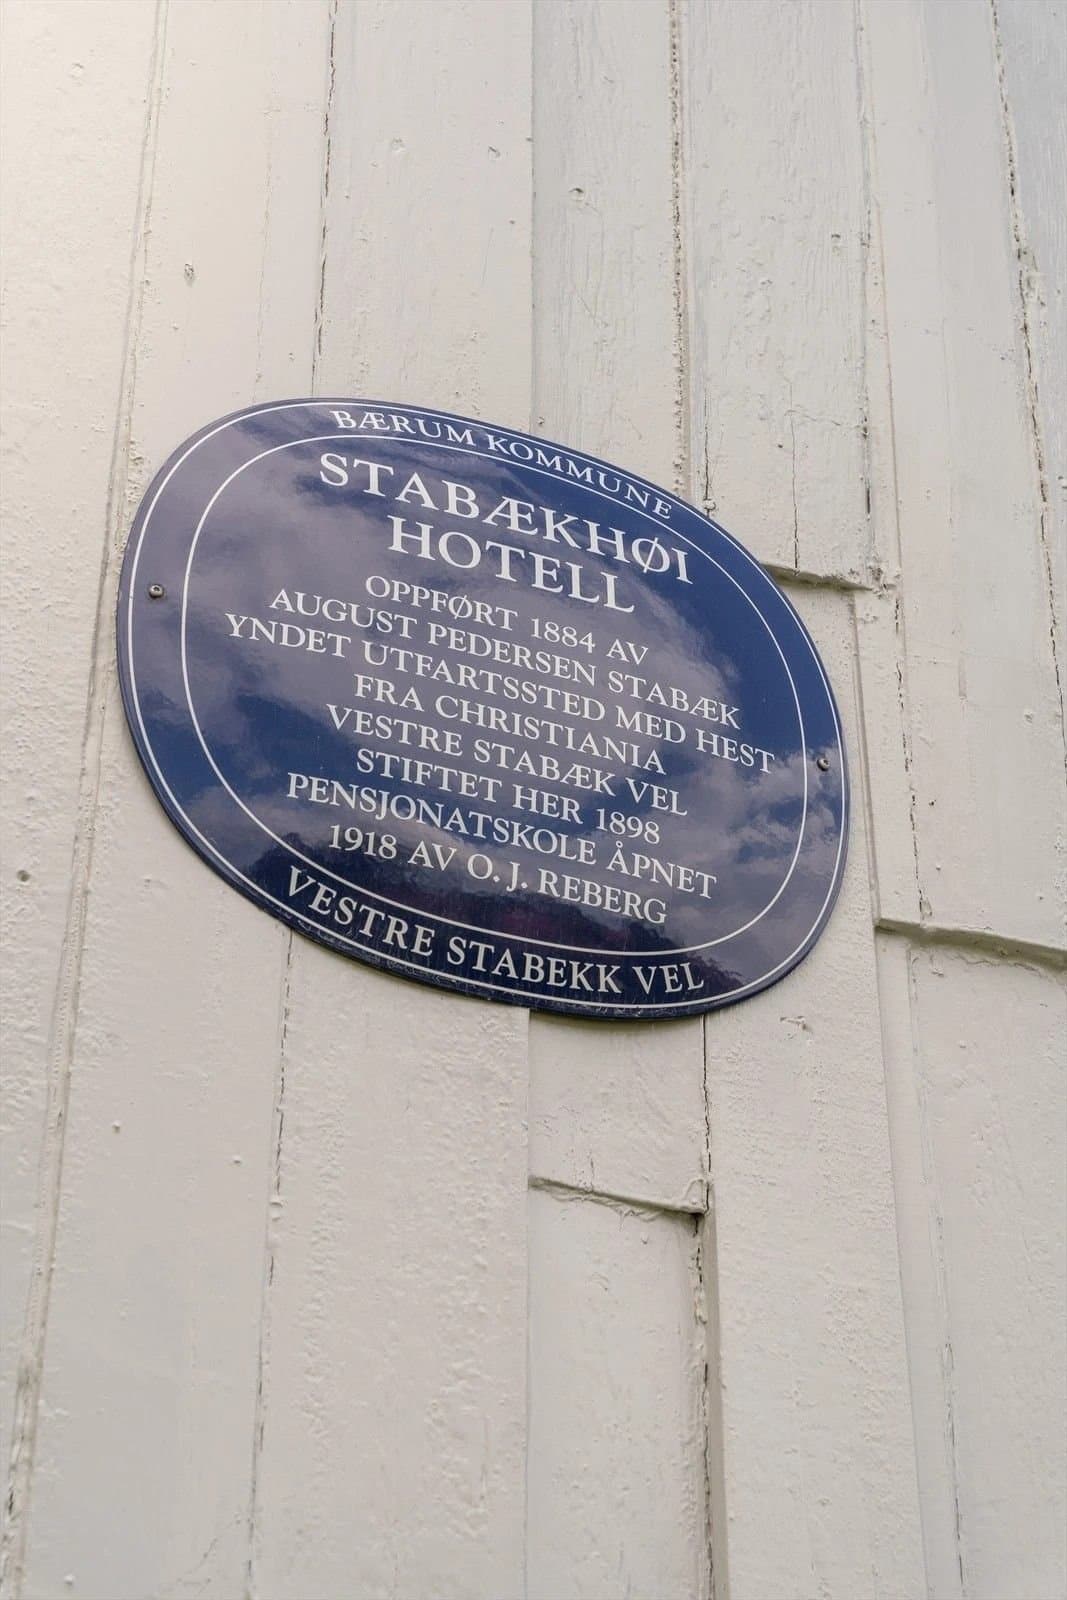 BÆRUM KOMMUNE
STABÆKHØI
HOTELL
OPPFØRT 1884 AV
AUGUST PEDERSEN STABÆK
YNDET UTFARTSSTED MED HEST
FRA CHRISTIANIA
VESTRE STABÆK VEL
STIFTET HER 1898
PENSJONATSKOLE ÅPNET
1918 AV O. J. REBERG
VESTRE STABEKK VEL